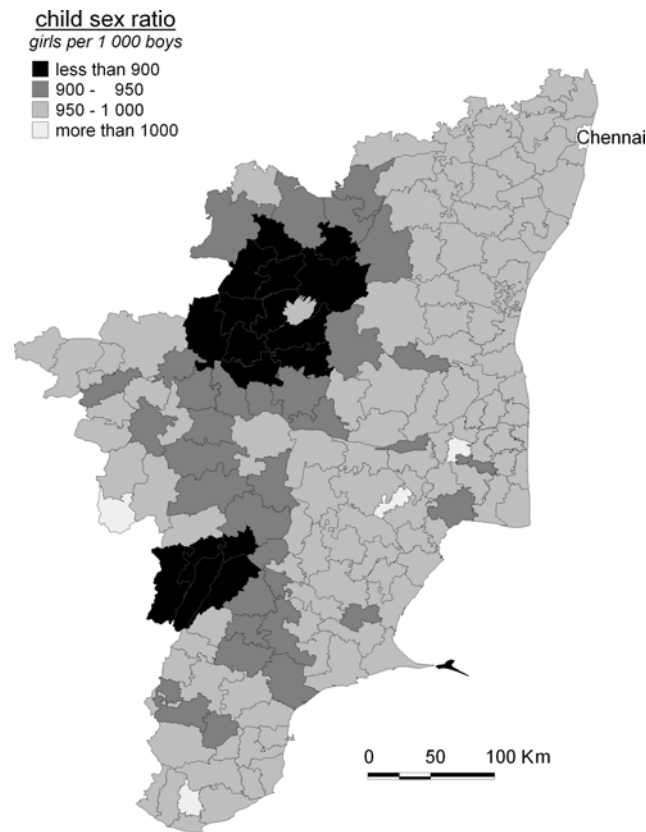 child sex ratio
girls per 1 000 boys
less than 900
900 - 950
950 - 1 000
more than 1000
Chennai
0 50 100 Km